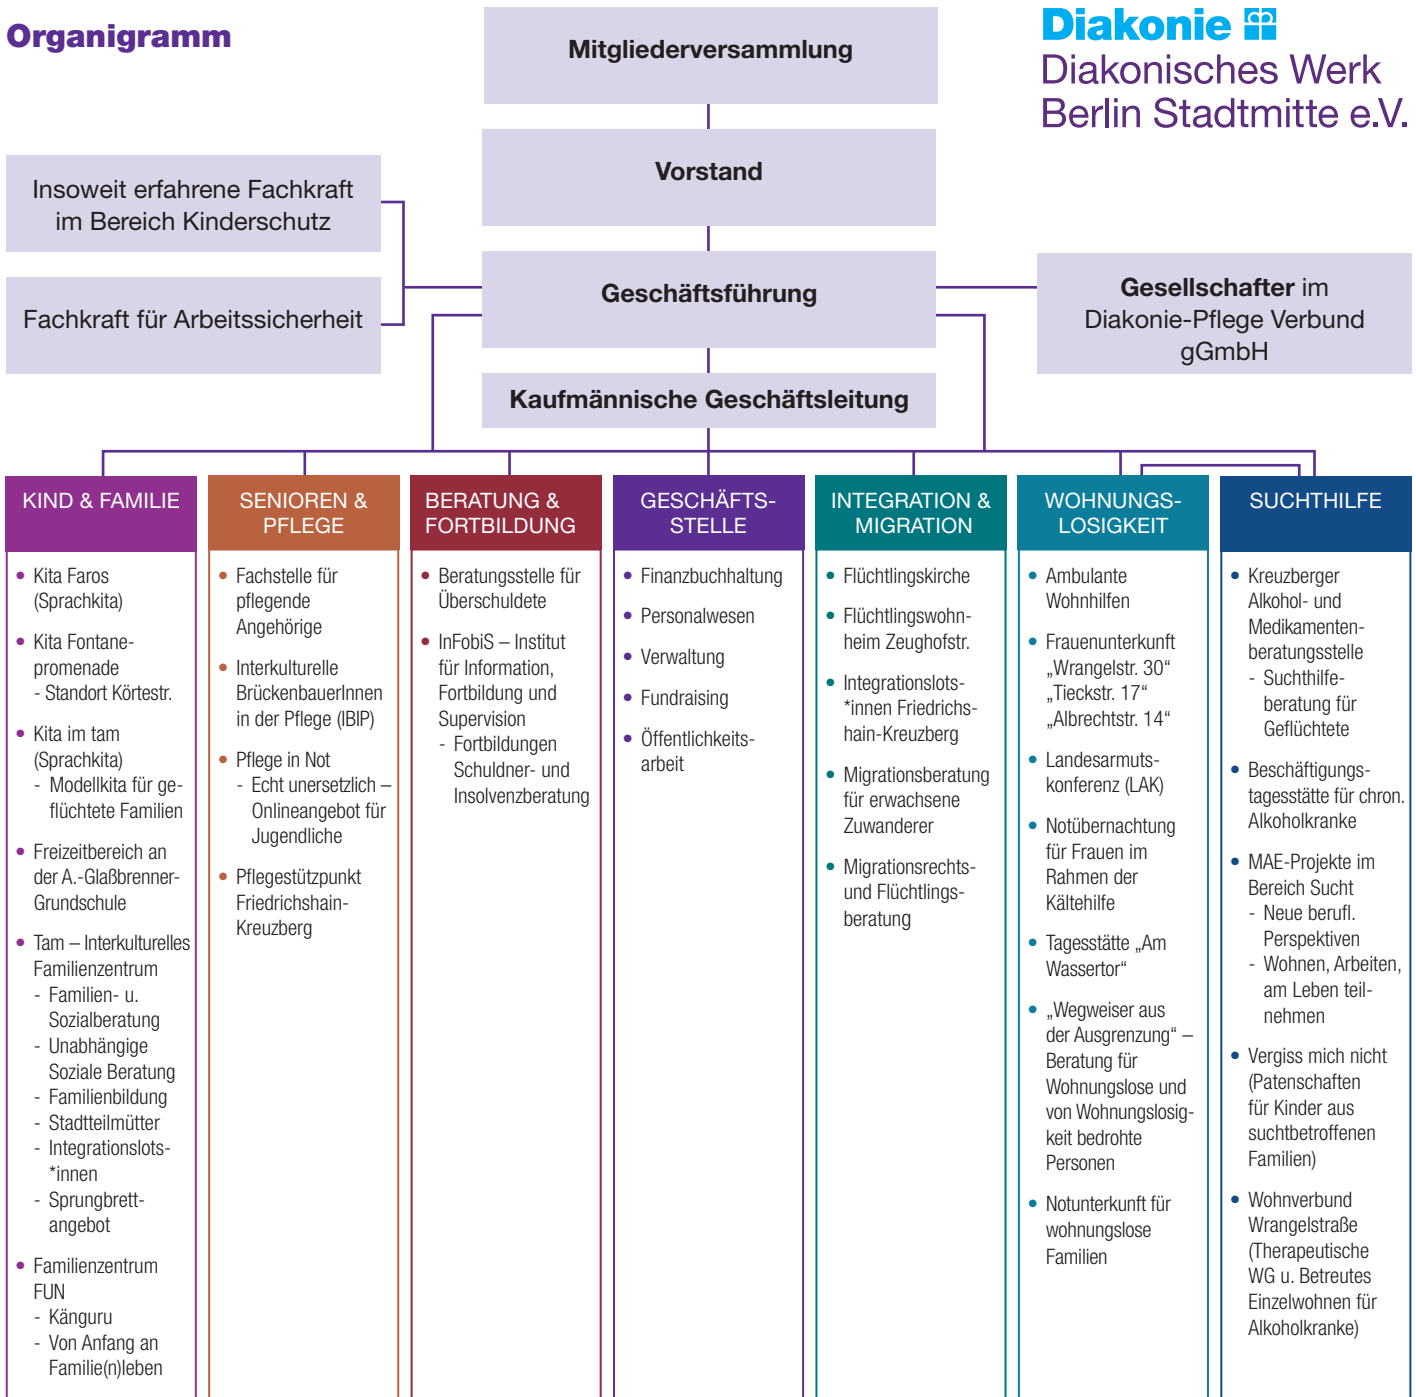 Organigramm
Diakonie
Diakonisches Werk
Berlin Stadtmitte e.V.
Mitgliederversammlung
Vorstand
Insoweit erfahrene Fachkraft
im Bereich Kinderschutz
Fachkraft für Arbeitssicherheit
Geschäftsführung
Gesellschafter im
Diakonie-Pflege Verbund
gGmbH
Kaufmännische Geschäftsleitung
KIND & FAMILIE
• Kita Faros
(Sprachkita)
• Kita Fontane-
promenade
- Standort Körtestr.
• Kita im tam
(Sprachkita)
- Modellkita für ge-
flüchtete Familien
• Freizeitbereich an
der A.-Glaßbrenner-
Grundschule
• Tam – Interkulturelles
Familienzentrum
- Familien- u.
Sozialberatung
- Unabhängige
Soziale Beratung
- Familienbildung
- Stadtteilmütter
- Integrationslots-
*innen
- Sprungbrett-
angebot
• Familienzentrum
FUN
- Känguru
- Von Anfang an
Familie(n)leben
SENIOREN &
PFLEGE
• Fachstelle für
pflegende
Angehörige
• Interkulturelle
BrückenbauerInnen
in der Pflege (IBIP)
• Pflege in Not
- Echt unersetzlich –
Onlineangebot für
Jugendliche
• Pflegestützpunkt
Friedrichshain-
Kreuzberg
BERATUNG &
FORTBILDUNG
• Beratungsstelle für
Überschuldete
• InFobiS – Institut
für Information,
Fortbildung und
Supervision
- Fortbildungen
Schuldner- und
Insolvenzberatung
GESCHÄFTS-
STELLE
• Finanzbuchhaltung
• Personalwesen
• Verwaltung
• Fundraising
• Öffentlichkeits-
arbeit
INTEGRATION &
MIGRATION
• Flüchtlingskirche
• Flüchtlingswohn-
heim Zeughofstr.
• Integrationslots-
*innen Friedrichs-
hain-Kreuzberg
• Migrationsberatung
für erwachsene
Zuwanderer
• Migrationsrechts-
und Flüchtlings-
beratung
WOHNUNGS-
LOSIGKEIT
• Ambulante
Wohnhilfen
• Frauenunterkunft
„Wrangelstr. 30“
„Tieckstr. 17“
„Albrechtstr. 14“
• Landesarmuts-
konferenz (LAK)
• Notübernachtung
für Frauen im
Rahmen der
Kältehilfe
• Tagesstätte „Am
Wassertor“
• „Wegweiser aus
der Ausgrenzung“ –
Beratung für
Wohnungslose und
von Wohnungslosig-
keit bedrohte
Personen
• Notunterkunft für
wohnungslose
Familien
SUCHTHILFE
• Kreuzberger
Alkohol- und
Medikamenten-
beratungsstelle
- Suchthilfe-
beratung für
Geflüchtete
• Beschäftigungs-
tagesstätte für chron.
Alkoholkranke
• MAE-Projekte im
Bereich Sucht
- Neue berufl.
Perspektiven
- Wohnen, Arbeiten,
am Leben teil-
nehmen
• Vergiss mich nicht
(Patenschaften
für Kinder aus
suchtbetroffenen
Familien)
• Wohnverbund
Wrangelstraße
(Therapeutische
WG u. Betreutes
Einzelwohnen für
Alkoholkranke)